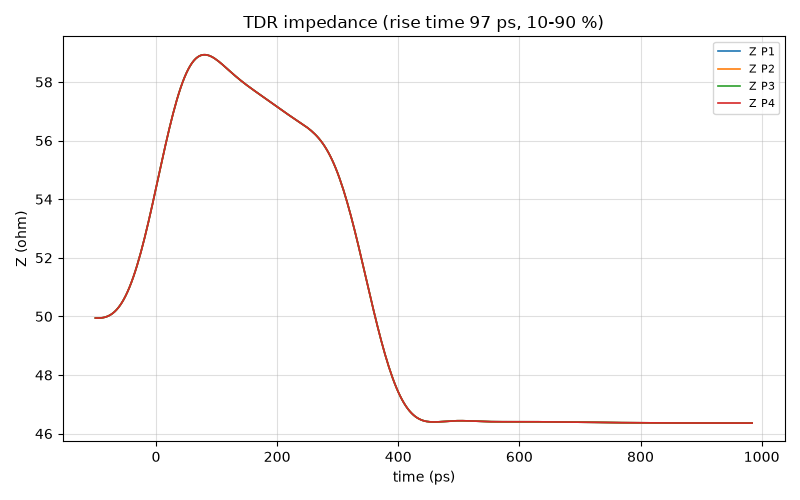 TDR impedance (rise time 97 ps, 10-90 %)
Z P1
Z P2
Z P3
Z P4
58
56
54
52
50
48
46
Z (ohm)
0 200 400 600 800 1000
time (ps)